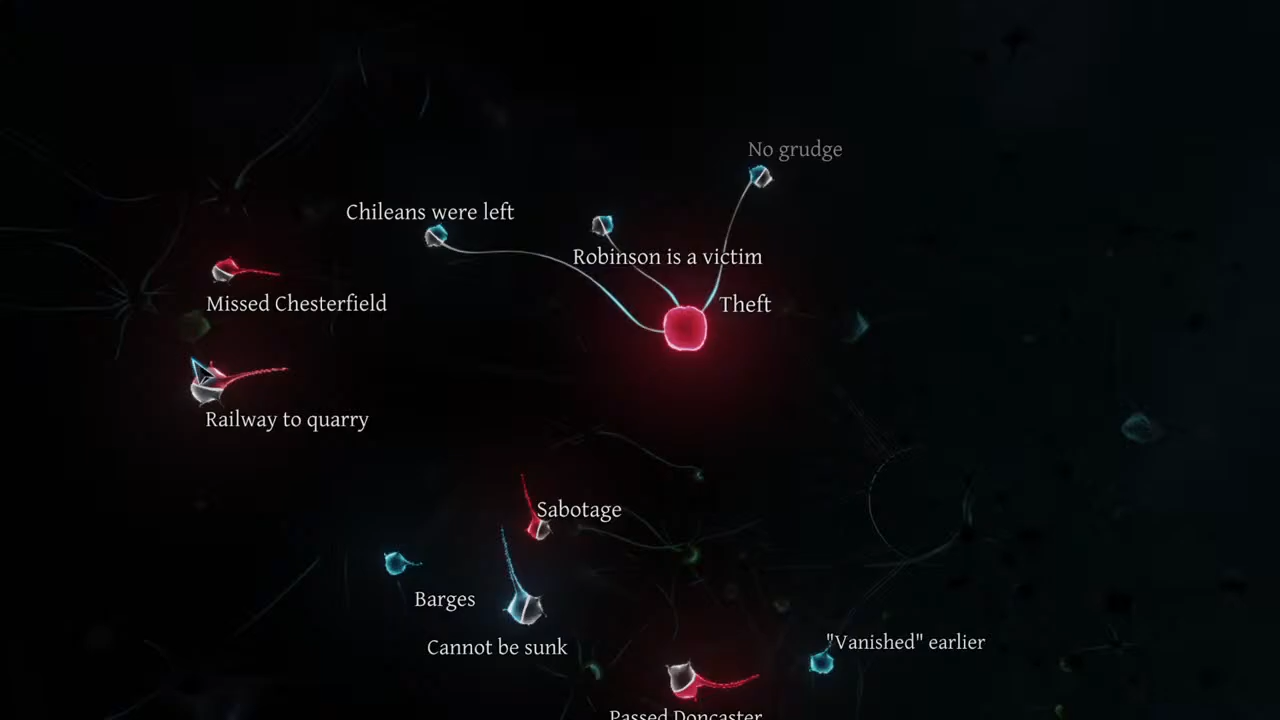 No grudge
Chileans were left
Robinson is a victim
Missed Chesterfield
Theft
Railway to quarry
Sabotage
Barges
Cannot be sunk
"Vanished" earlier
Passed Doncaster